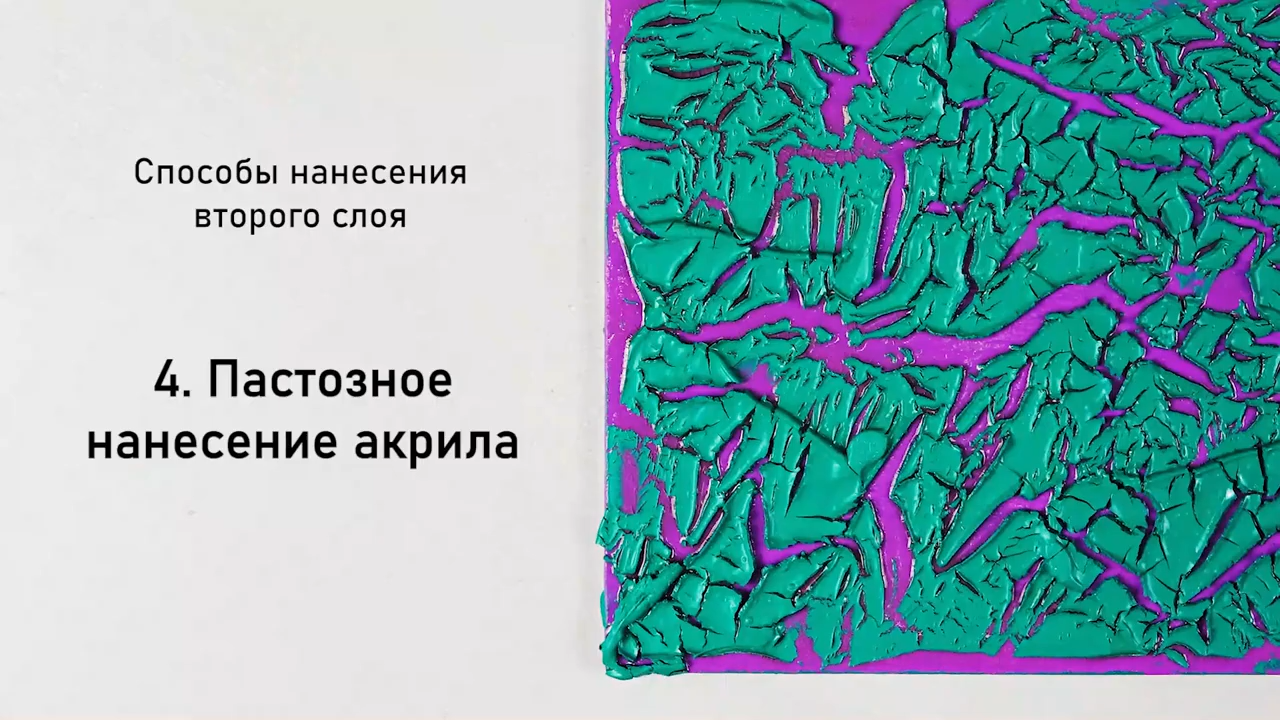 Способы нанесения
второго слоя
4. Пастозное
нанесение акрила